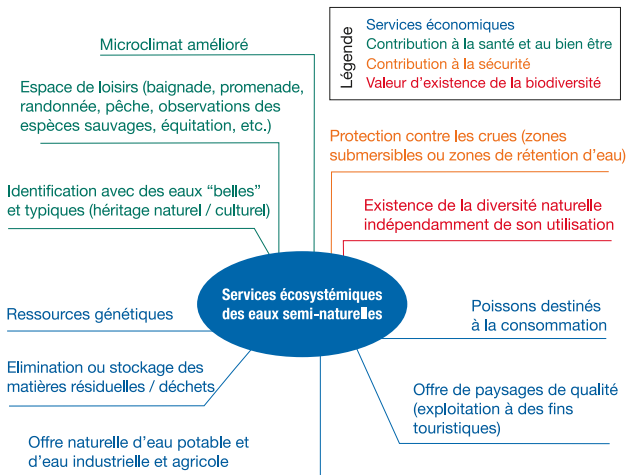 Microclimat amélioré
Espace de loisirs (baignade, promenade,
randonnée, pêche, observations des
espèces sauvages, équitation, etc.)
Identification avec des eaux “belles”
et typiques (héritage naturel / culturel)
Légende
Services économiques
Contribution à la santé et au bien être
Contribution à la sécurité
Valeur d’existence de la biodiversité
Protection contre les crues (zones
submersibles ou zones de rétention d’eau)
Existence de la diversité naturelle
indépendamment de son utilisation
Services écosystémiques
des eaux semi-naturelles
Ressources génétiques
Elimination ou stockage des
matières résiduelles / déchets
Offre naturelle d’eau potable et
d’eau industrielle et agricole
Poissons destinés
à la consommation
Offre de paysages de qualité
(exploitation à des fins
touristiques)